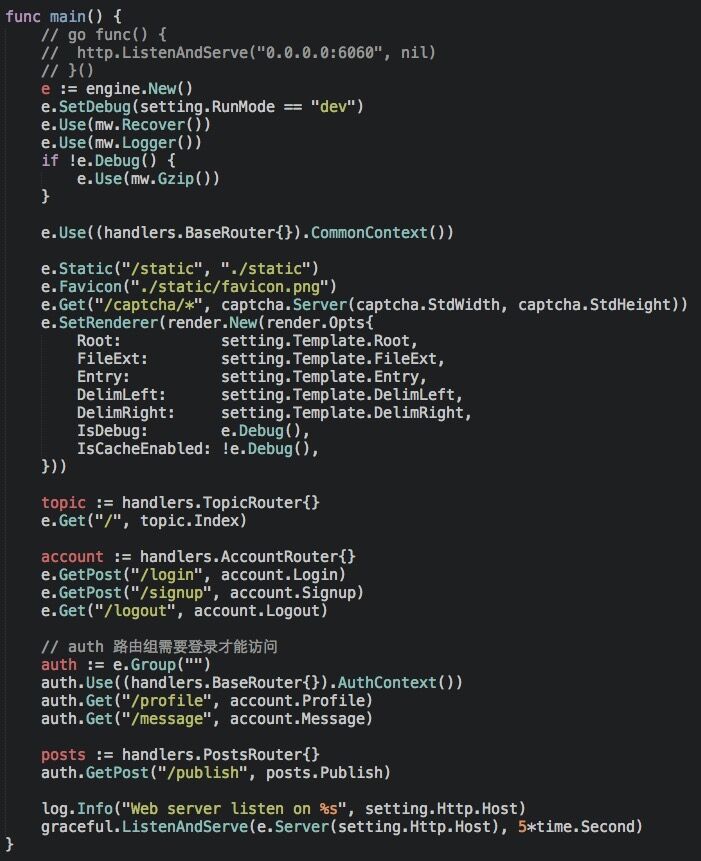 func main() {
    // go func() {
    //  http.ListenAndServe("0.0.0.0:6060", nil)
    // }()
    e := engine.New()
    e.SetDebug(setting.RunMode == "dev")
    e.Use(mw.Recover())
    e.Use(mw.Logger())
    if !e.Debug() {
        e.Use(mw.Gzip())
    }

    e.Use((handlers.BaseRouter{}).CommonContext())

    e.Static("/static", "./static")
    e.Favicon("./static/favicon.png")
    e.Get("/captcha/*", captcha.Server(captcha.StdWidth, captcha.StdHeight))
    e.SetRenderer(render.New(render.Opts{
        Root:           setting.Template.Root,
        FileExt:        setting.Template.FileExt,
        Entry:          setting.Template.Entry,
        DelimLeft:      setting.Template.DelimLeft,
        DelimRight:     setting.Template.DelimRight,
        IsDebug:        e.Debug(),
        IsCacheEnabled: !e.Debug(),
    }))

    topic := handlers.TopicRouter{}
    e.Get("/", topic.Index)

    account := handlers.AccountRouter{}
    e.GetPost("/login", account.Login)
    e.GetPost("/signup", account.Signup)
    e.Get("/logout", account.Logout)

    // auth 路由组需要登录才能访问
    auth := e.Group("")
    auth.Use((handlers.BaseRouter{}).AuthContext())
    auth.Get("/profile", account.Profile)
    auth.Get("/message", account.Message)

    posts := handlers.PostsRouter{}
    auth.GetPost("/publish", posts.Publish)

    log.Info("Web server listen on %s", setting.Http.Host)
    graceful.ListenAndServe(e.Server(setting.Http.Host), 5*time.Second)
}